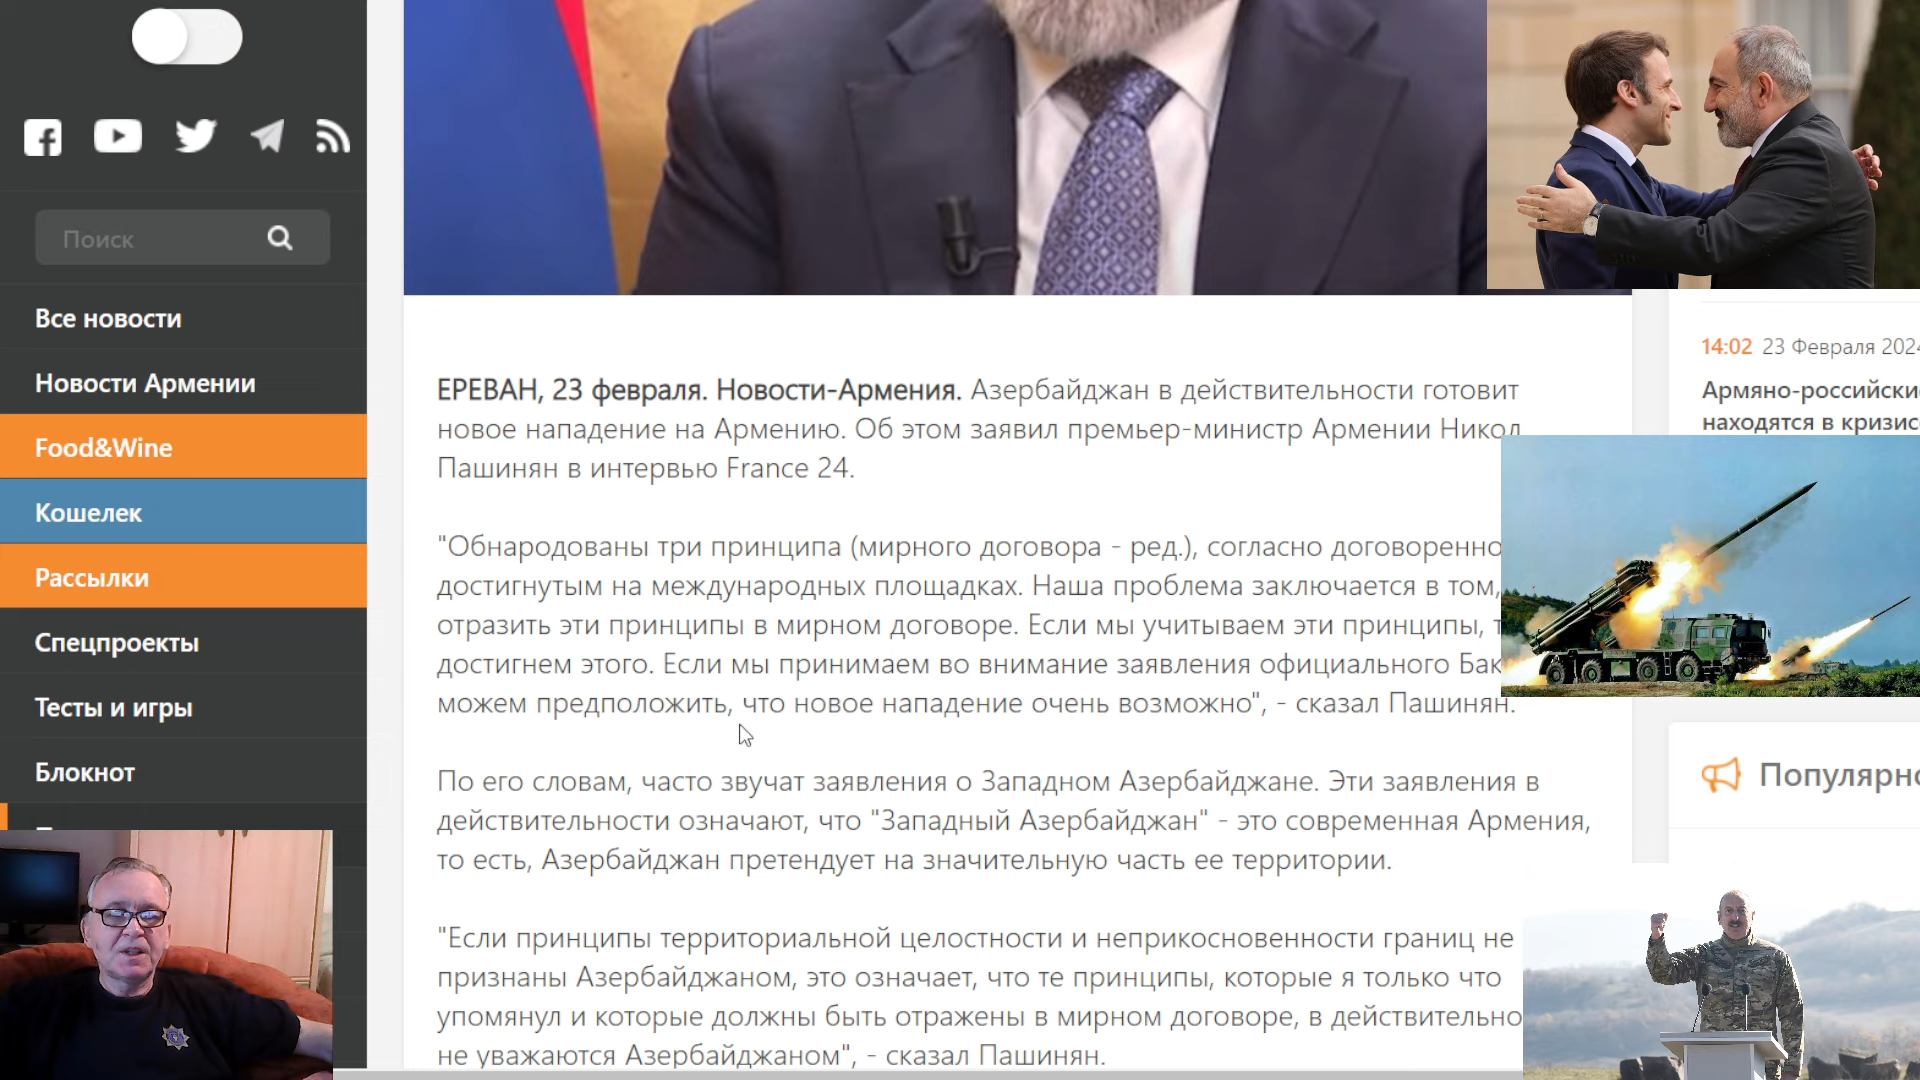 Поиск
Все новости
Новости Армении
Food&Wine
Кошелек
Рассылки
Спецпроекты
Тесты и игры
Блокнот
ЕРЕВАН, 23 февраля. Новости-Армения. Азербайджан в действительности готовит
новое нападение на Армению. Об этом заявил премьер-министр Армении Никол
Пашинян в интервью France 24.
"Обнародованы три принципа (мирного договора - ред.), согласно договоренно
достигнутым на международных площадках. Наша проблема заключается в том,
отразить эти принципы в мирном договоре. Если мы учитываем эти принципы, т
достигнем этого. Если мы принимаем во внимание заявления официального Бак
можем предположить, что новое нападение очень возможно", - сказал Пашинян.
По его словам, часто звучат заявления о Западном Азербайджане. Эти заявления в
действительности означают, что "Западный Азербайджан" - это современная Армения,
то есть, Азербайджан претендует на значительную часть ее территории.
"Если принципы территориальной целостности и неприкосновенности границ не
признаны Азербайджаном, это означает, что те принципы, которые я только что
упомянул и которые должны быть отражены в мирном договоре, в действительно
не уважаются Азербайджаном", - сказал Пашинян.
14:02 23 Февраля 2024
Армяно-российские
находятся в кризисе
Популярно